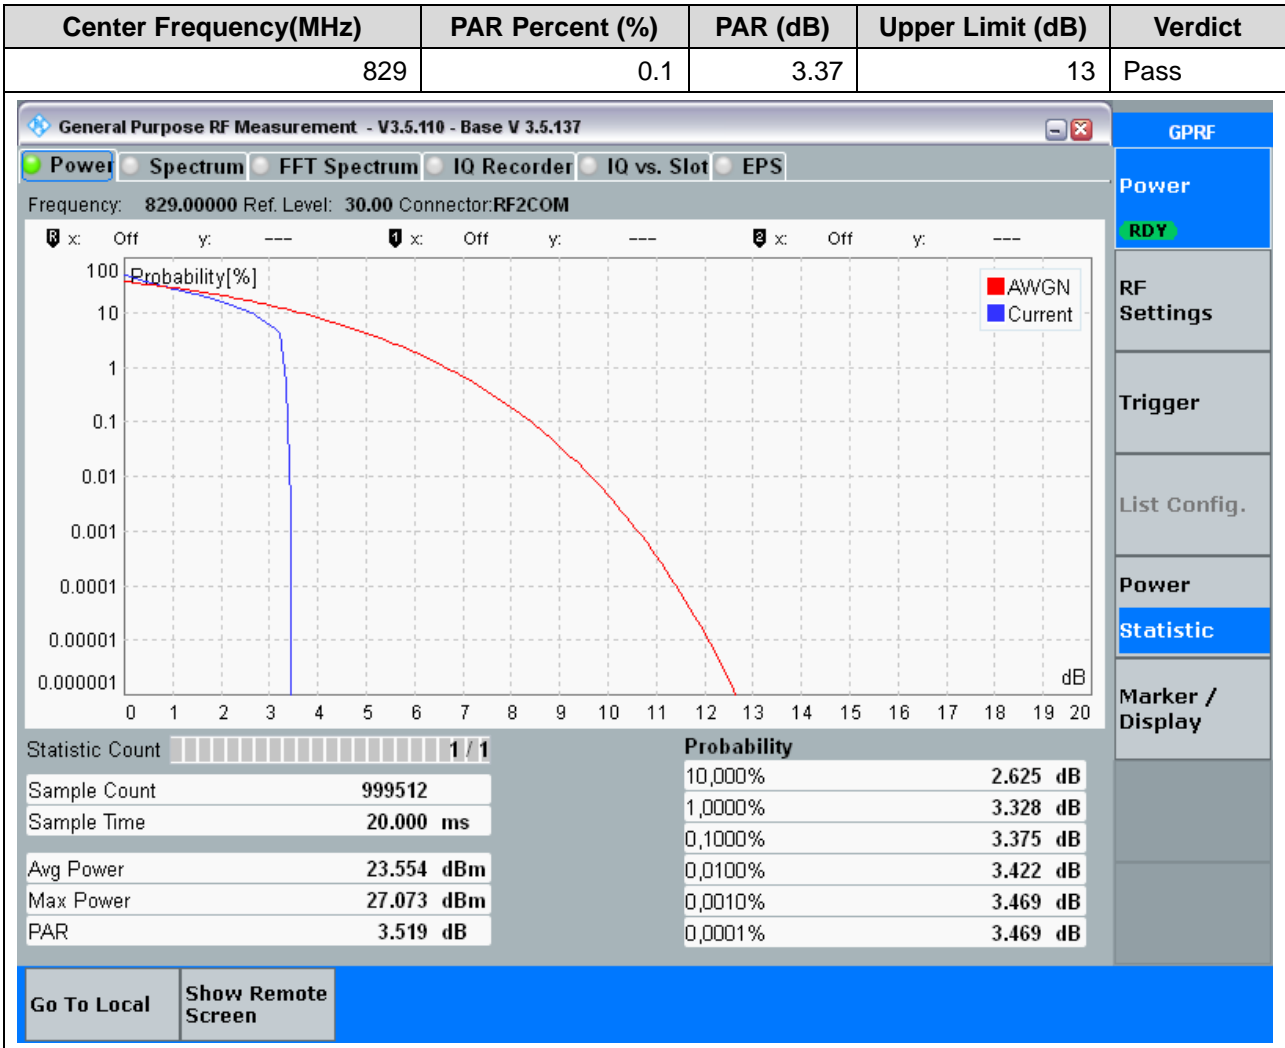 Center Frequency(MHz) PAR Percent (%) PAR (dB) Upper Limit (dB) Verdict
829 0.1 3.37 13 Pass
General Purpose RF Measurement - V3.5.110 - Base V 3.5.137
GPRF
Power Spectrum FFT Spectrum IQ Recorder IQ vs. Slot EPS
Frequency: 829.00000 Ref. Level: 30.00 Connector:RF2COM
R x: Off y: --- 1 x: Off y: --- 2 x: Off y: ---
Probability[%]
AWGN
Current
100
10
1
0.1
0.01
0.001
0.0001
0.00001
0.000001
dB
0 1 2 3 4 5 6 7 8 9 10 11 12 13 14 15 16 17 18 19 20
Statistic Count 1 / 1
Sample Count 999512
Sample Time 20.000 ms
Avg Power 23.554 dBm
Max Power 27.073 dBm
PAR 3.519 dB
Probability
10,000% 2.625 dB
1,0000% 3.328 dB
0,1000% 3.375 dB
0,0100% 3.422 dB
0,0010% 3.469 dB
0,0001% 3.469 dB
Power
RDY
RF
Settings
Trigger
List Config.
Power
Statistic
Marker /
Display
Go To Local
Show Remote
Screen